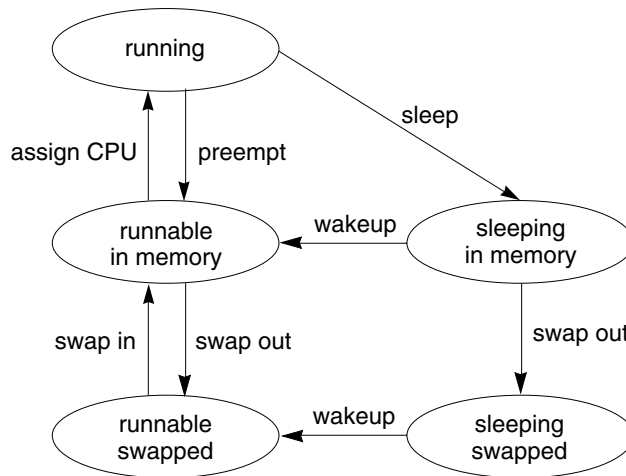 running
sleep
assign CPU
preempt
runnable
in memory
wakeup
sleeping
in memory
swap in
swap out
swap out
runnable
swapped
wakeup
sleeping
swapped